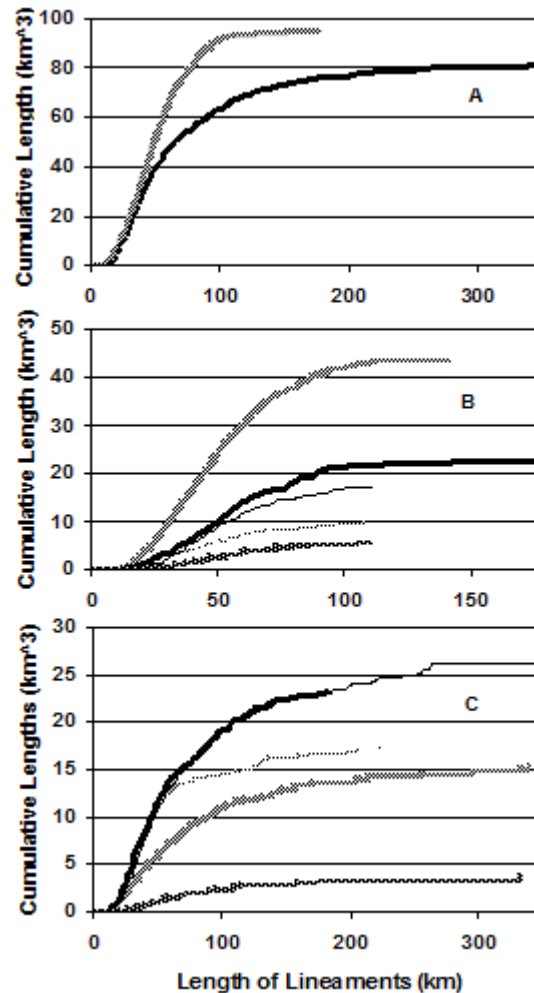 Cumulative Length (km^3)
100
80
60
40
20
0
A
0 100 200 300
Cumulative Length (km^3)
50
40
30
20
10
0
B
0 50 100 150
Cumulative Lengths (km^3)
30
25
20
15
10
5
0
C
0 100 200 300
Length of Lineaments (km)